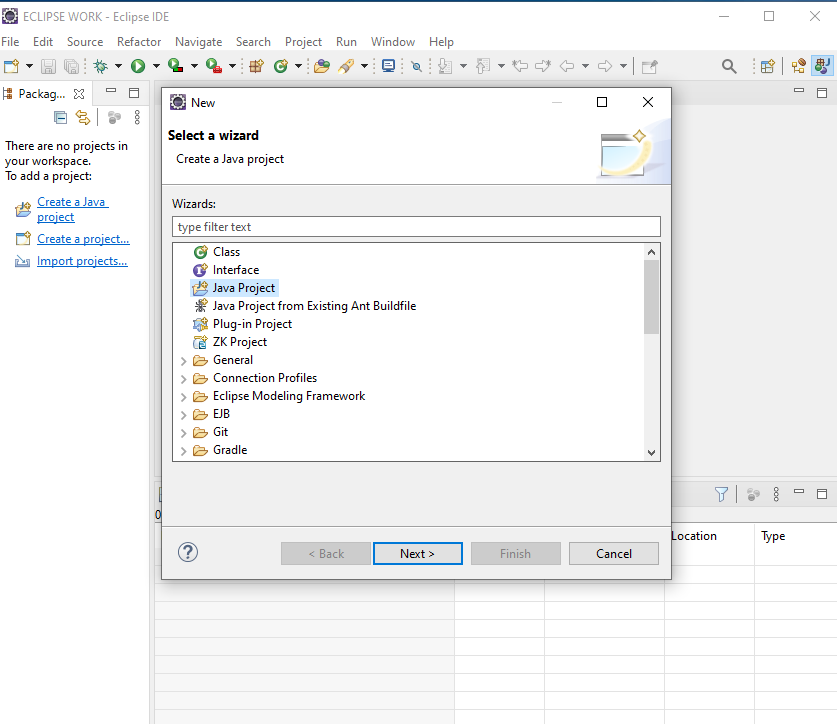 ECLIPSE WORK - Eclipse IDE
File Edit Source Refactor Navigate Search Project Run Window Help
Packag...
There are no projects in
your workspace.
To add a project:
Create a Java
project
Create a project...
Import projects...
New
Select a wizard
Create a Java project
Wizards:
type filter text
Class
Interface
Java Project
Java Project from Existing Ant Buildfile
Plug-in Project
ZK Project
General
Connection Profiles
Eclipse Modeling Framework
EJB
Git
Gradle
< Back Next > Finish Cancel
0
Location Type